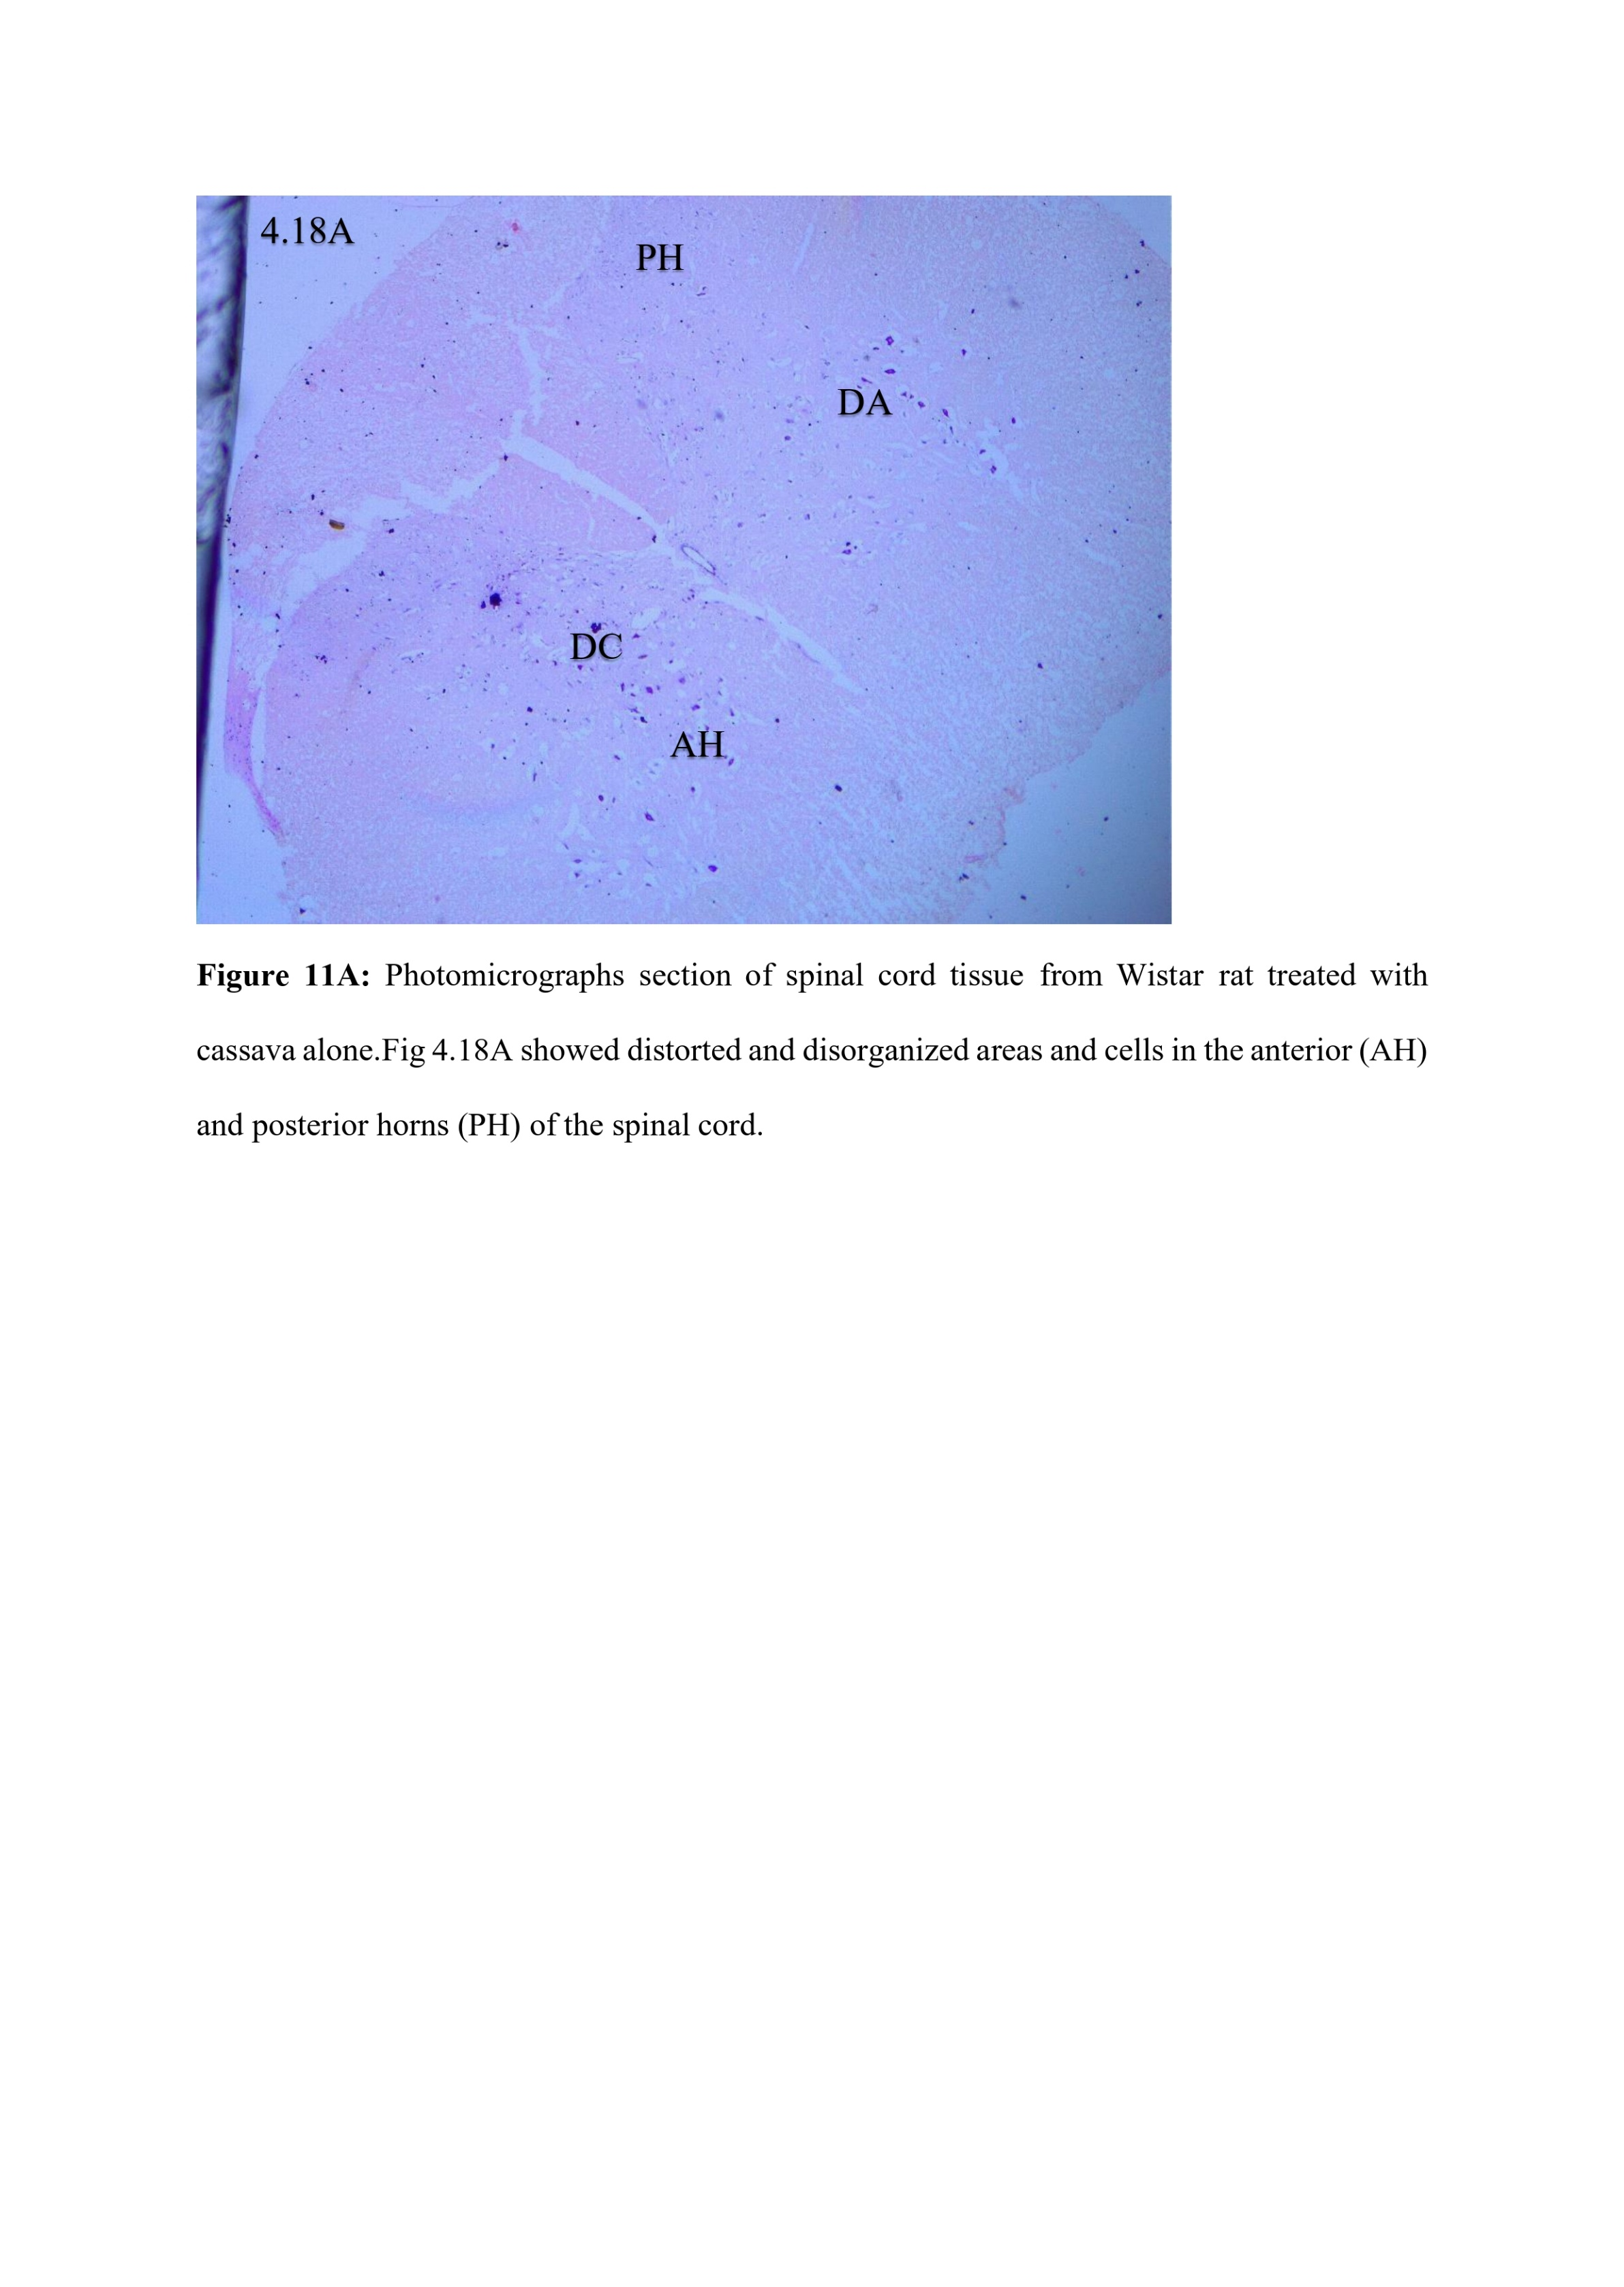 4.18A
PH
DA
DC
AH
Figure 11A: Photomicrographs section of spinal cord tissue from Wistar rat treated with
cassava alone.Fig 4.18A showed distorted and disorganized areas and cells in the anterior (AH)
and posterior horns (PH) of the spinal cord.